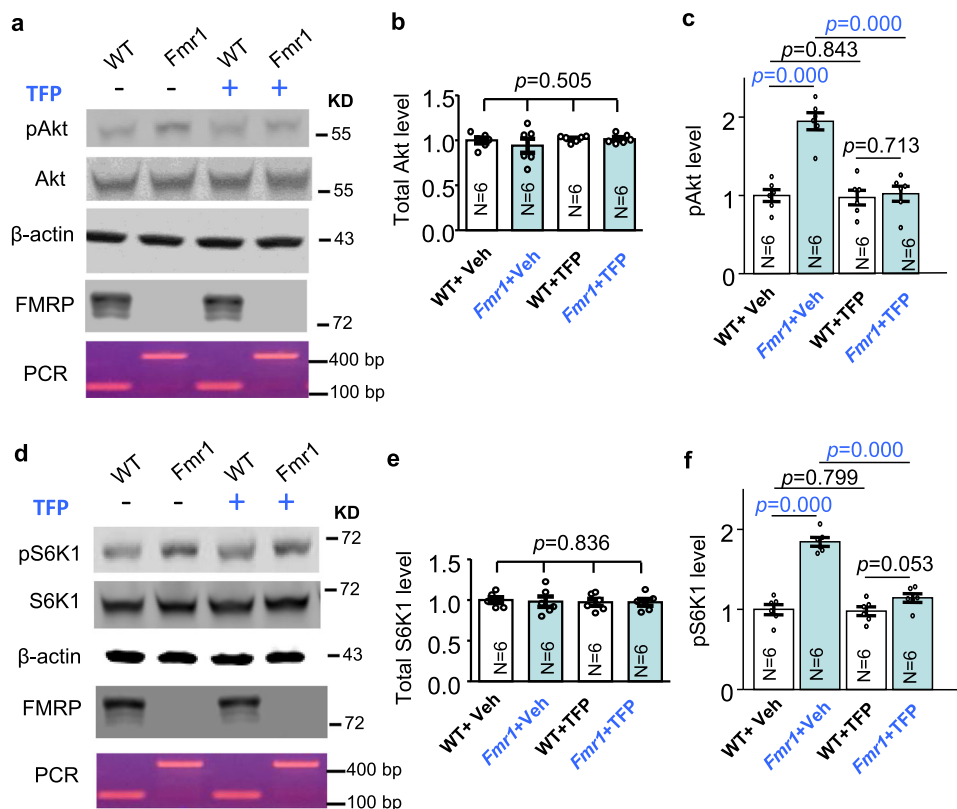 a
WT
Fmr1
WT
Fmr1
TFP
-
-
+
+
KD
pAkt
55
Akt
55
β-actin
43
FMRP
72
PCR
400 bp
100 bp
b
p=0.505
Total Akt level
1.5
1.0
0.5
0.0
N=6
N=6
N=6
N=6
WT+ Veh
Fmr1+Veh
WT+TFP
Fmr1+TFP
c
p=0.000
p=0.843
p=0.000
p=0.713
pAkt level
2
1
0
N=6
N=6
N=6
N=6
WT+ Veh
Fmr1+Veh
WT+TFP
Fmr1+TFP
d
WT
Fmr1
WT
Fmr1
TFP
-
-
+
+
KD
pS6K1
72
S6K1
72
β-actin
43
FMRP
72
PCR
400 bp
100 bp
e
p=0.836
Total S6K1 level
1.5
1.0
0.5
0.0
N=6
N=6
N=6
N=6
WT+ Veh
Fmr1+Veh
WT+TFP
Fmr1+TFP
f
p=0.000
p=0.799
p=0.000
p=0.053
pS6K1 level
2
1
0
N=6
N=6
N=6
N=6
WT+ Veh
Fmr1+Veh
WT+TFP
Fmr1+TFP